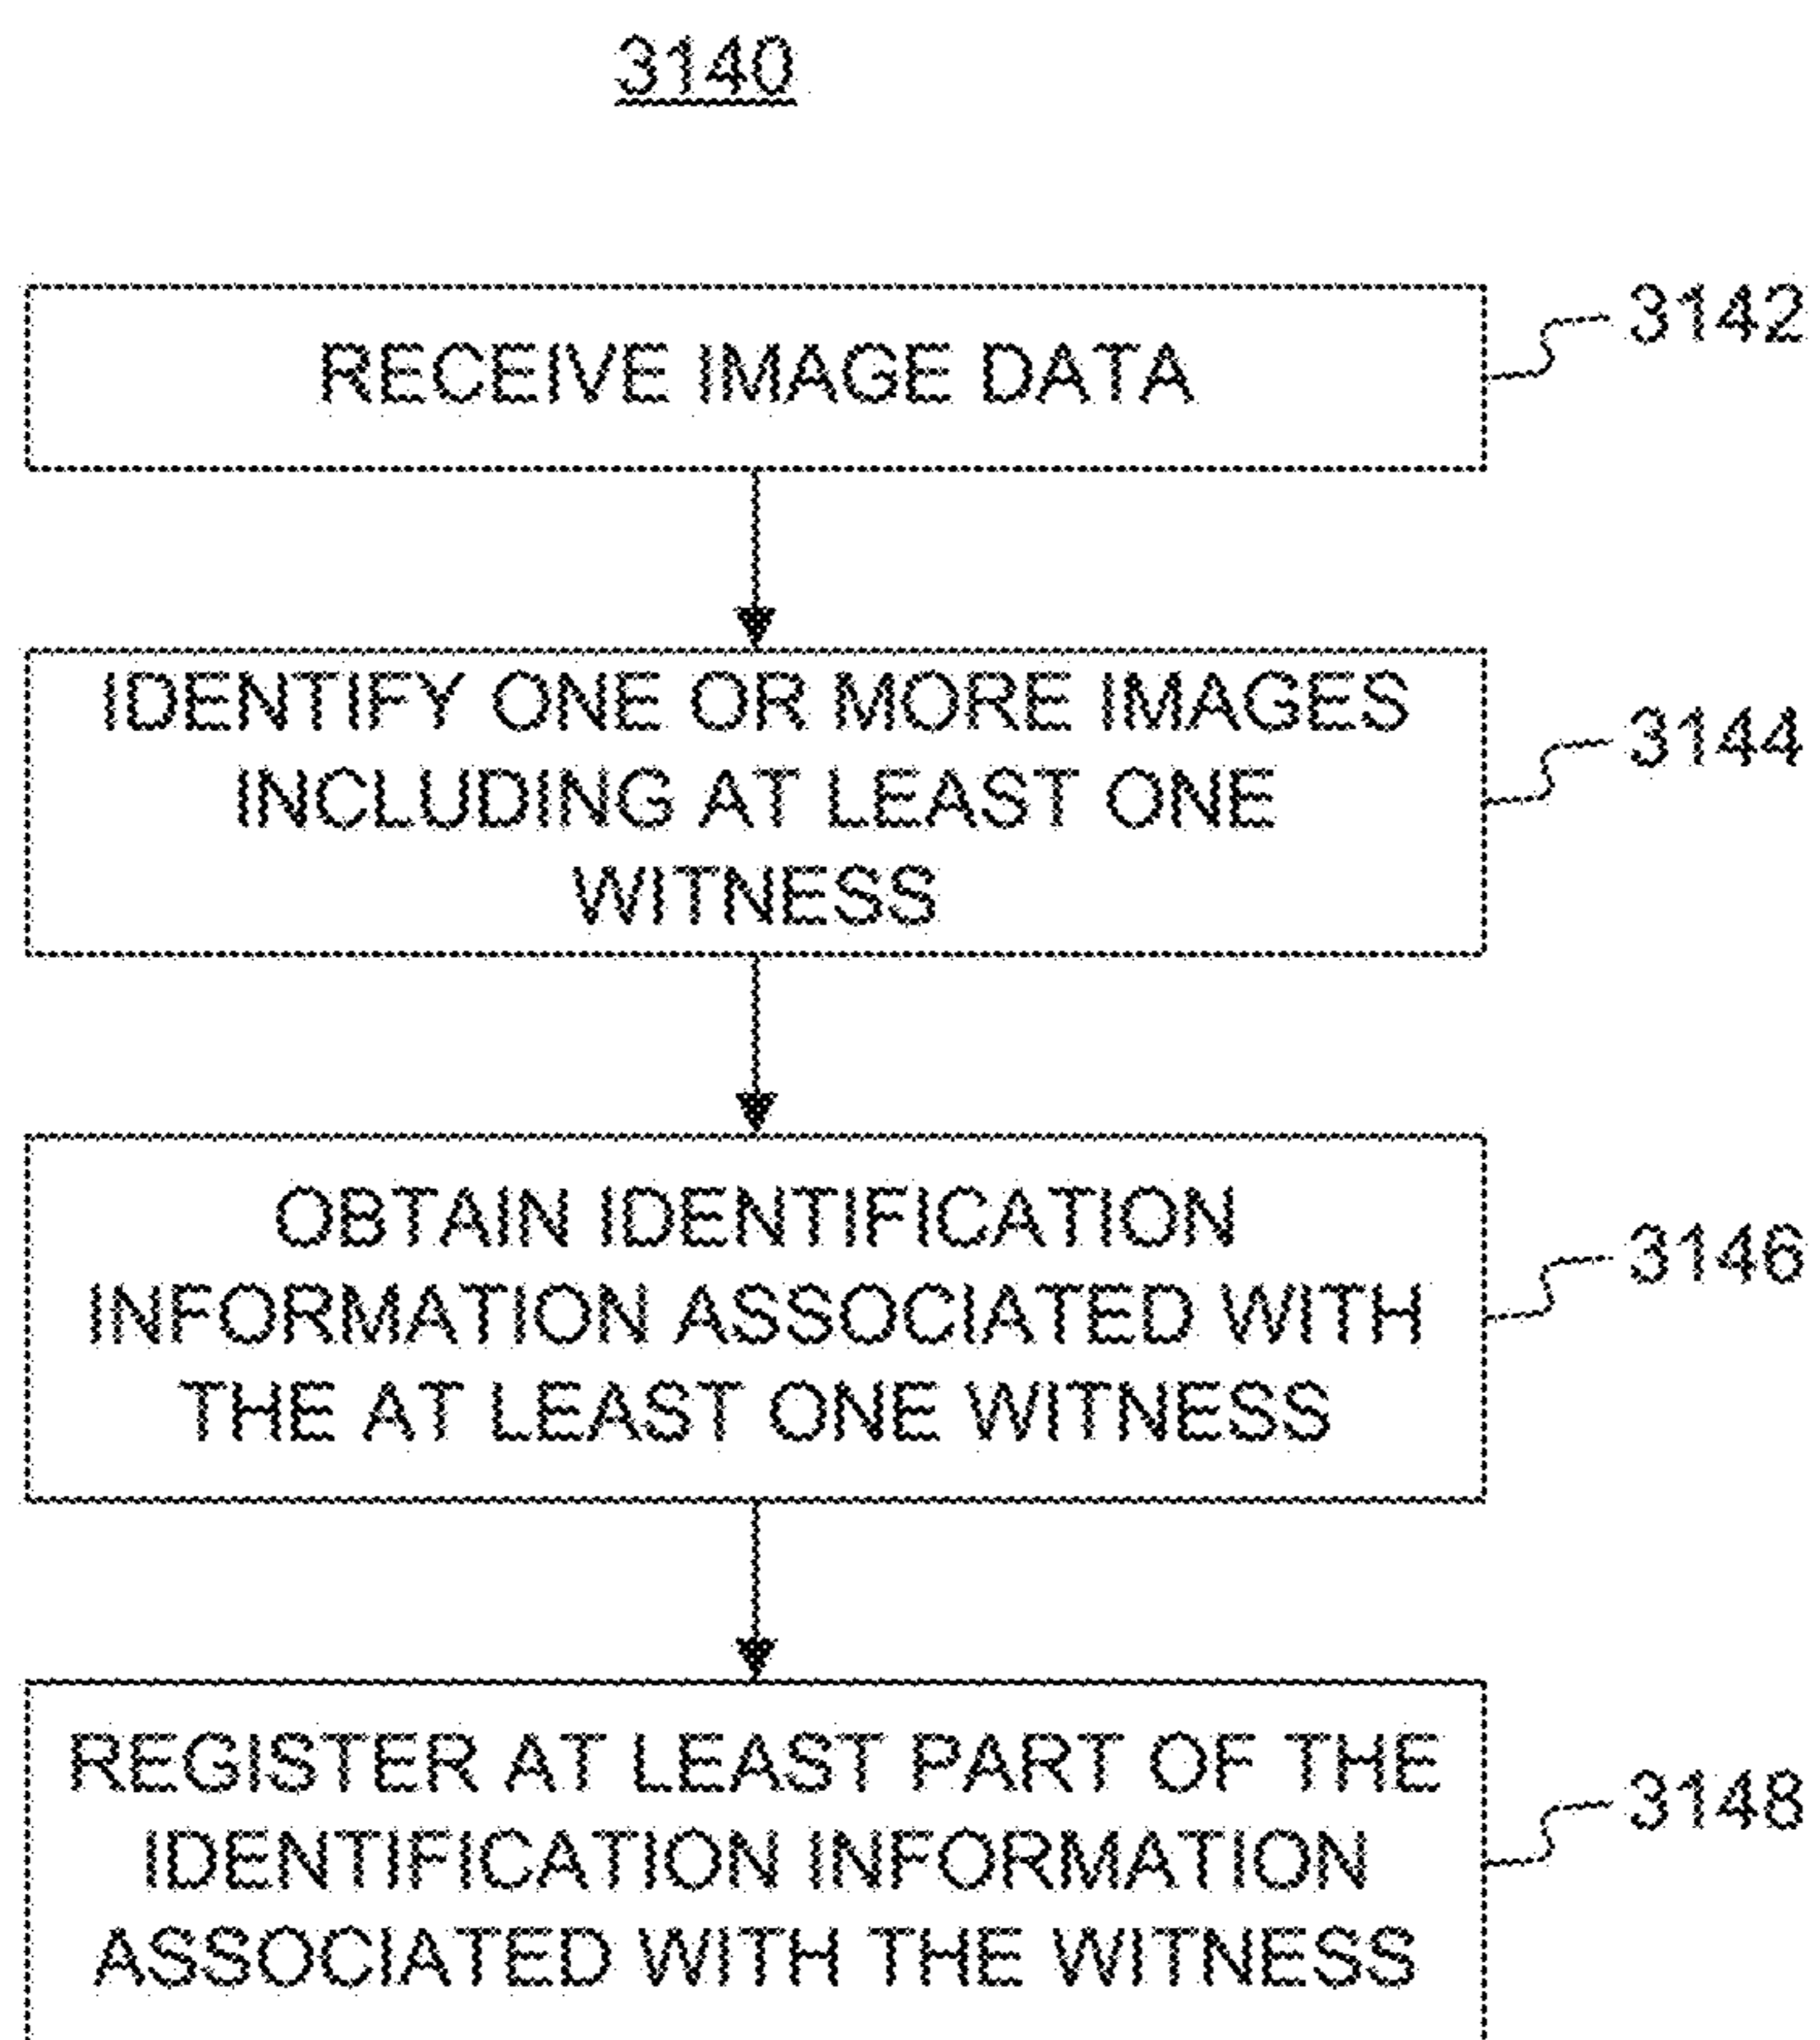 3140
RECEIVE IMAGE DATA
3142
IDENTIFY ONE OR MORE IMAGES
INCLUDING AT LEAST ONE
WITNESS
3144
OBTAIN IDENTIFICATION
INFORMATION ASSOCIATED WITH
THE AT LEAST ONE WITNESS
3146
REGISTER AT LEAST PART OF THE
IDENTIFICATION INFORMATION
ASSOCIATED WITH THE WITNESS
3148